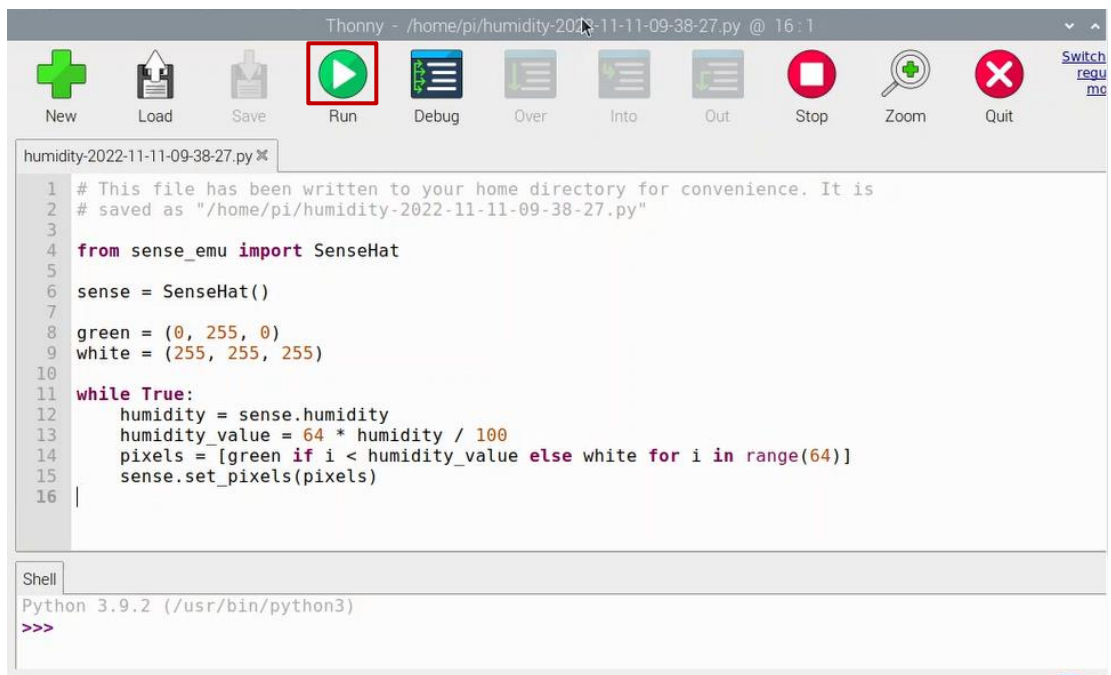 Thonny - /home/pi/humidity-2022-11-11-09-38-27.py @ 16:1
New Load Save Run Debug Over Into Out Stop Zoom Quit
Switch
regu
mo
humidity-2022-11-11-09-38-27.py
1 # This file has been written to your home directory for convenience. It is
2 # saved as "/home/pi/humidity-2022-11-11-09-38-27.py"
3
4 from sense_emu import SenseHat
5
6 sense = SenseHat()
7
8 green = (0, 255, 0)
9 white = (255, 255, 255)
10
11 while True:
12     humidity = sense.humidity
13     humidity_value = 64 * humidity / 100
14     pixels = [green if i < humidity_value else white for i in range(64)]
15     sense.set_pixels(pixels)
16
Shell
Python 3.9.2 (/usr/bin/python3)
>>>